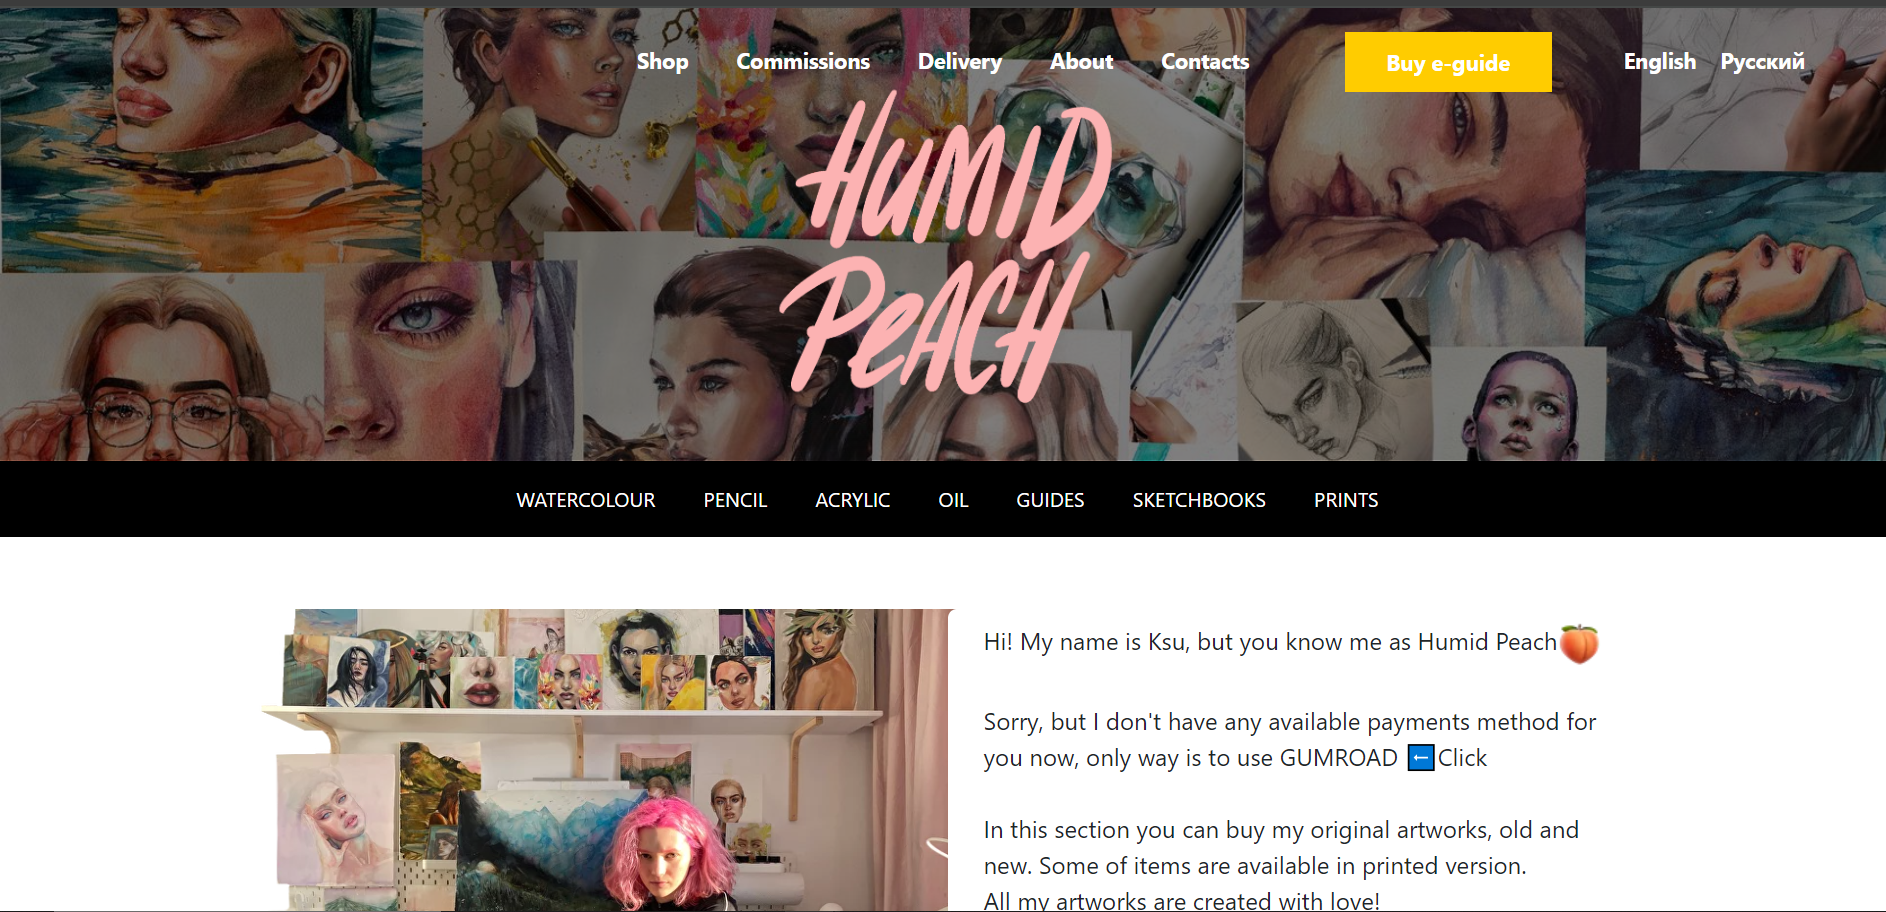 Shop Commissions Delivery About Contacts Buy e-guide English Русский
HUMID
PEACH
WATERCOLOUR PENCIL ACRYLIC OIL GUIDES SKETCHBOOKS PRINTS
Hi! My name is Ksu, but you know me as Humid Peach🍑
Sorry, but I don't have any available payments method for
you now, only way is to use GUMROAD ⬅️Click
In this section you can buy my original artworks, old and
new. Some of items are available in printed version.
All my artworks are created with love!